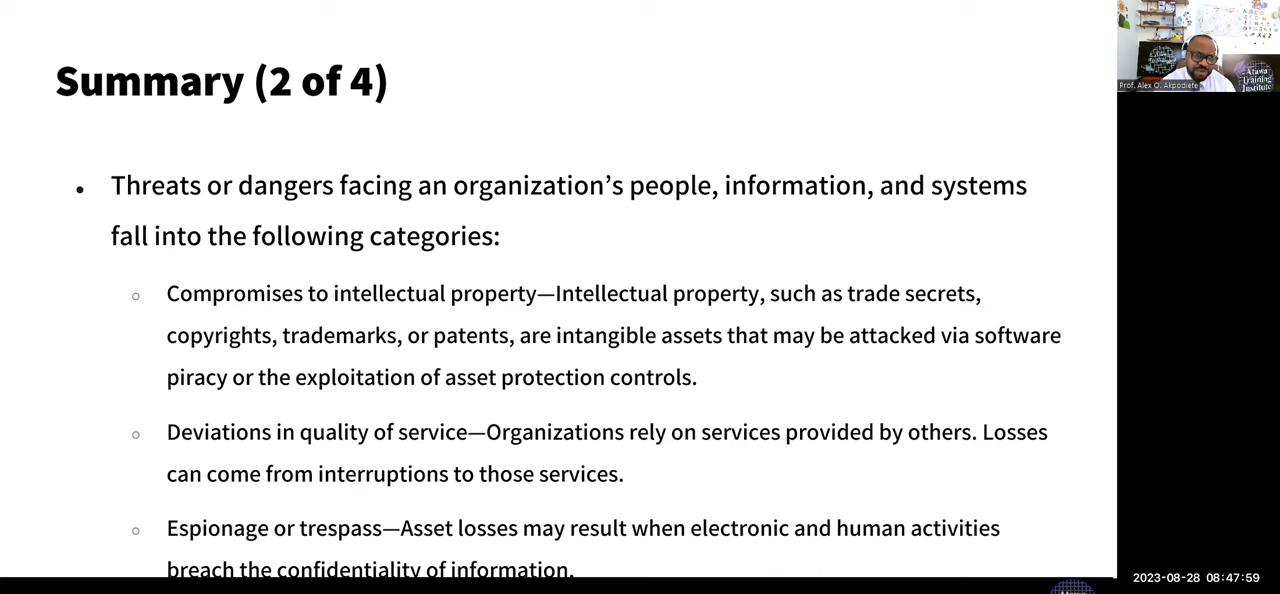 Summary (2 of 4)
• Threats or dangers facing an organization’s people, information, and systems
fall into the following categories:
○ Compromises to intellectual property—Intellectual property, such as trade secrets,
copyrights, trademarks, or patents, are intangible assets that may be attacked via software
piracy or the exploitation of asset protection controls.
○ Deviations in quality of service—Organizations rely on services provided by others. Losses
can come from interruptions to those services.
○ Espionage or trespass—Asset losses may result when electronic and human activities
breach the confidentiality of information.
Atawa
Training
Institute
Prof. Alex O. Akpodiete
2023-08-28 08:47:59